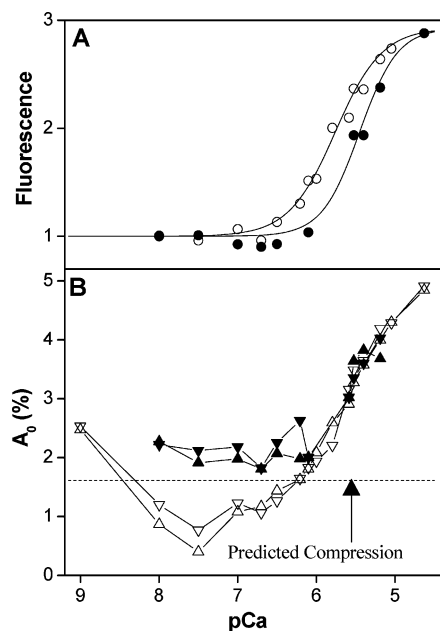 A
3
2
1
Fluorescence
B
5
4
3
2
1
0
A₀ (%)
Predicted Compression
9 8 7 6 5
pCa